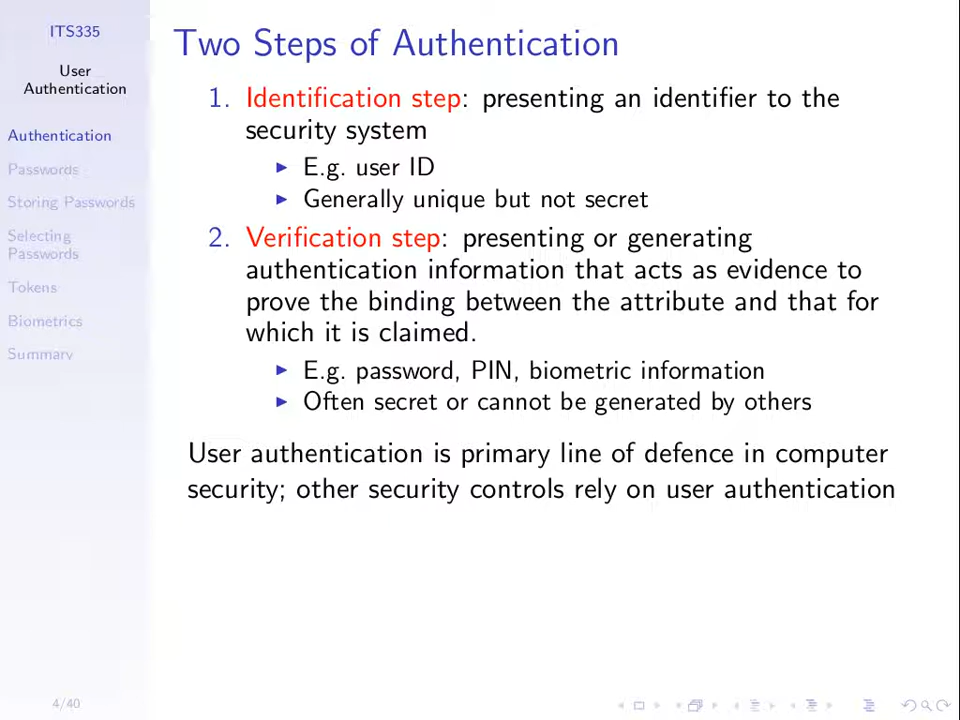 ITS335
User
Authentication
Authentication
Passwords
Storing Passwords
Selecting
Passwords
Tokens
Biometrics
Summary
4/40
Two Steps of Authentication
1. Identification step: presenting an identifier to the
security system
E.g. user ID
Generally unique but not secret
2. Verification step: presenting or generating
authentication information that acts as evidence to
prove the binding between the attribute and that for
which it is claimed.
E.g. password, PIN, biometric information
Often secret or cannot be generated by others
User authentication is primary line of defence in computer
security; other security controls rely on user authentication